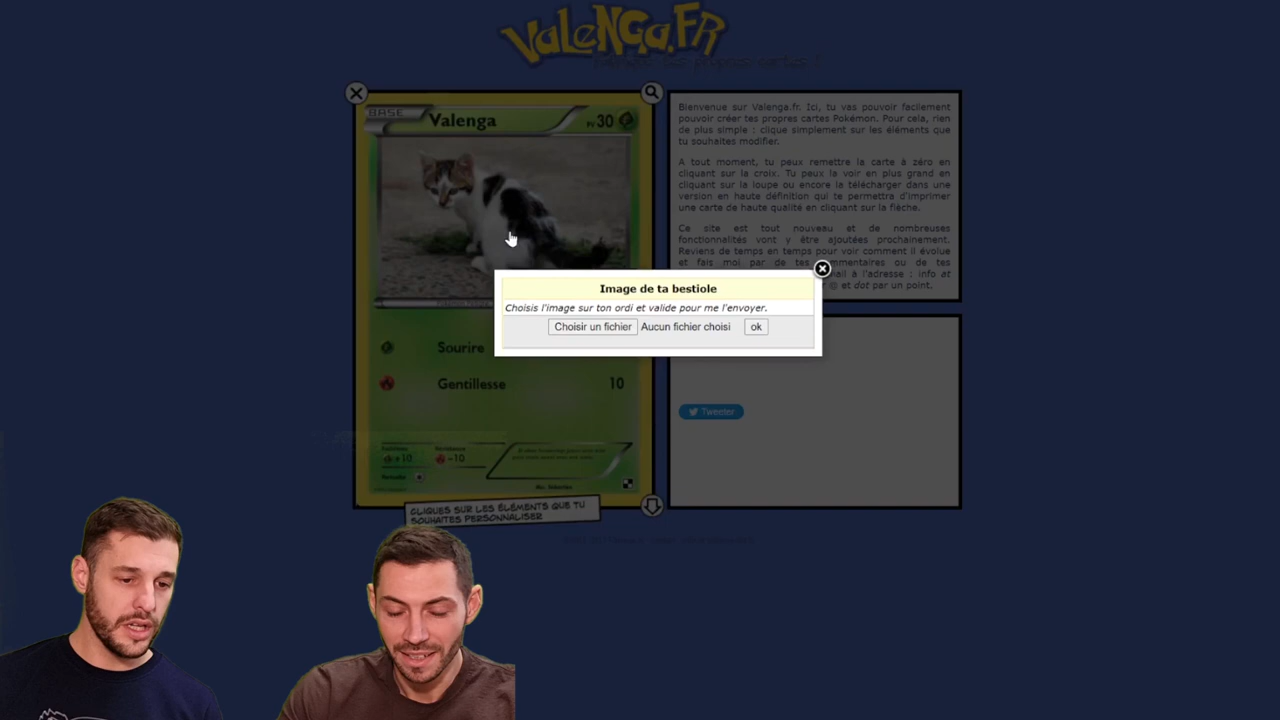 VALENGA.FR
BASE
Valenga
PV 30
Bienvenue sur Valenga.fr. Ici, tu vas pouvoir facilement
pouvoir créer tes propres cartes Pokémon. Pour cela, rien
de plus simple : clique simplement sur les éléments que
tu souhaites modifier.
A tout moment, tu peux remettre la carte à zéro en
cliquant sur la croix. Tu peux la voir en plus grand en
cliquant sur la loupe ou encore la télécharger dans une
version en haute définition qui te permettra d'imprimer
une carte de haute qualité en cliquant sur la flèche.
Ce site est tout nouveau et de nombreuses
fonctionnalités vont y être ajoutées prochainement.
Reviens de temps en temps pour voir comment il évolue
et fais moi part de tes commentaires ou de tes
à l'adresse : info at
et dot par un point.
Image de ta bestiole
Choisis l'image sur ton ordi et valide pour me l'envoyer.
Choisir un fichier
Aucun fichier choisi
ok
Sourire
Gentillesse
10
Tweeter
×10
-10
CLIQUES SUR LES ÉLÉMENTS QUE TU
SOUHAITES PERSONNALISER